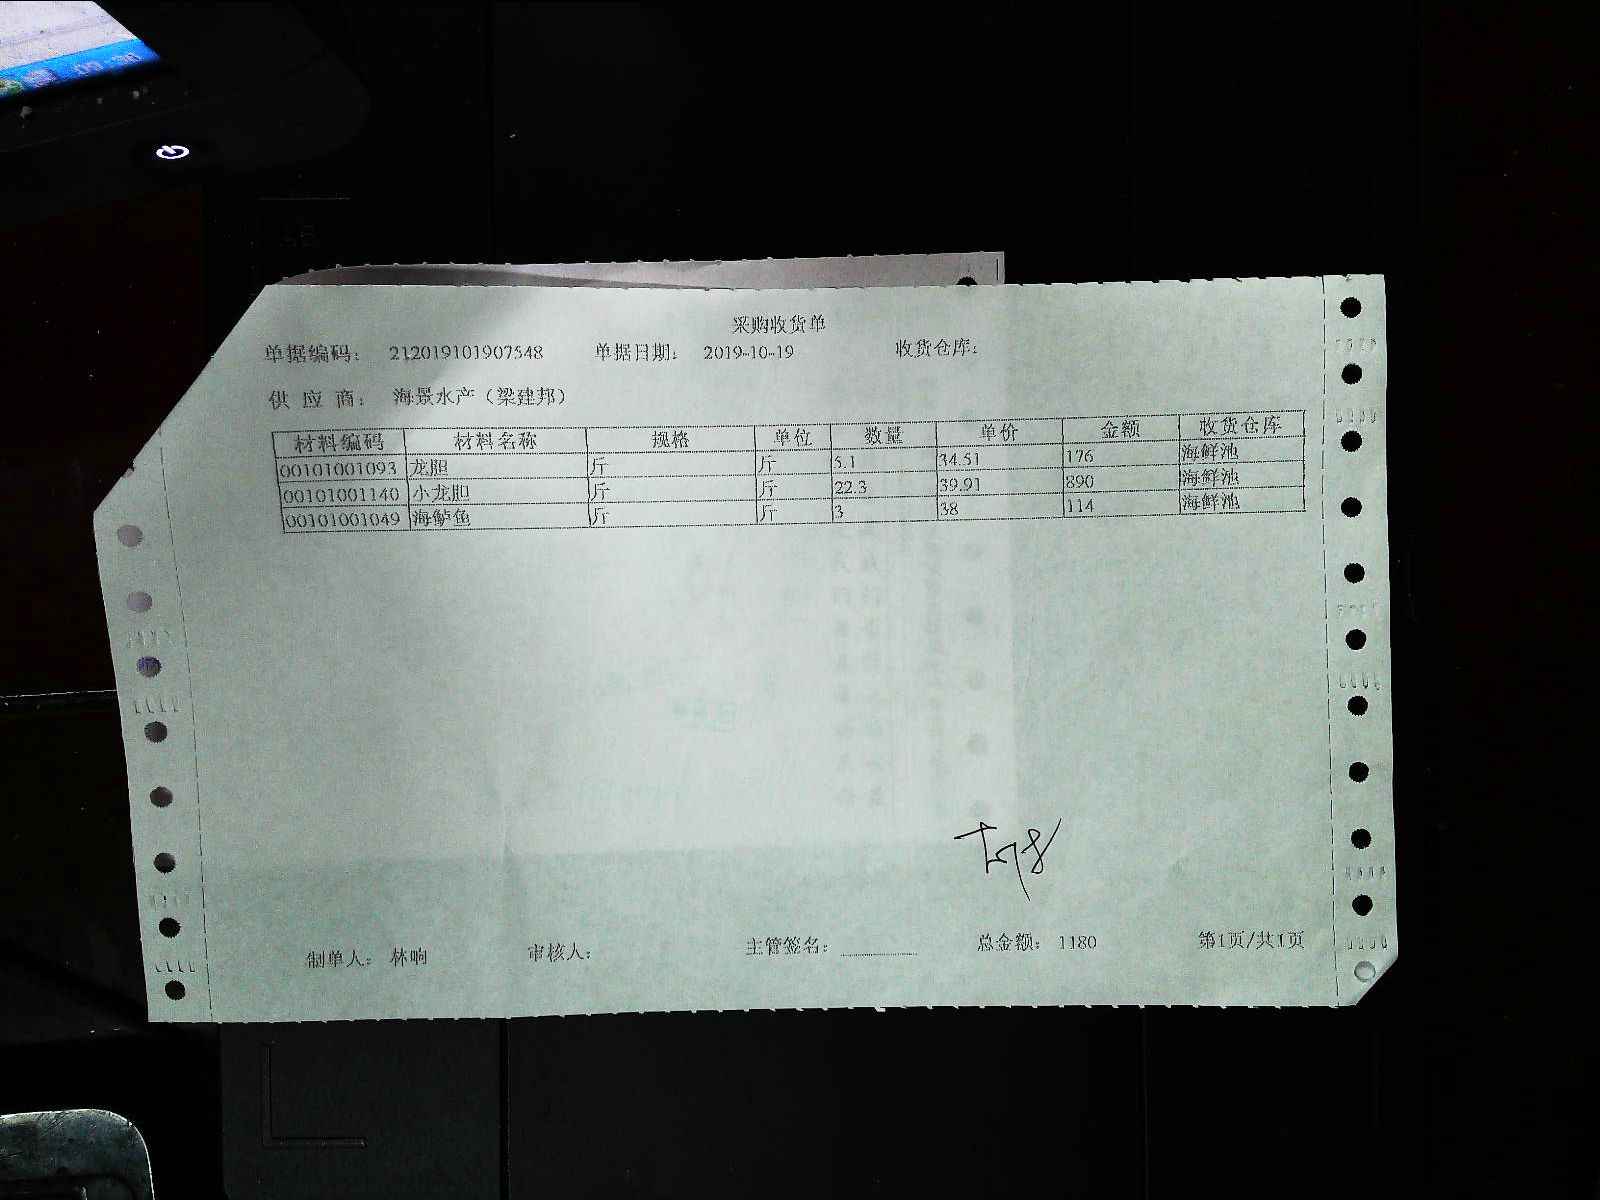 采购收货单
单据编码： 212019101907548 单据日期： 2019-10-19 收货仓库：
供 应 商： 海景水产（梁建邦）
材料编码 材料名称 规格 单位 数量 单价 金额 收货仓库
00101001093 龙胆 斤 斤 5.1 34.51 176 海鲜池
00101001140 小龙胆 斤 斤 22.3 39.91 890 海鲜池
00101001049 海鲈鱼 斤 斤 3 38 114 海鲜池
制单人： 林响 审核人： 主管签名： 总金额： 1180 第1页/共1页